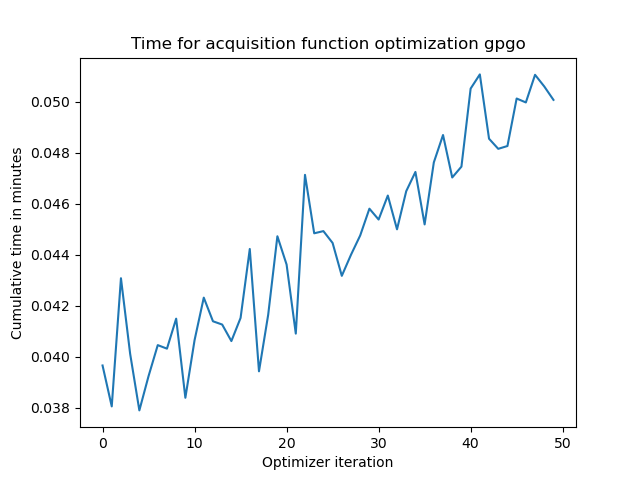 Time for acquisition function optimization gpgo
Cumulative time in minutes
0.050
0.048
0.046
0.044
0.042
0.040
0.038
0 10 20 30 40 50
Optimizer iteration